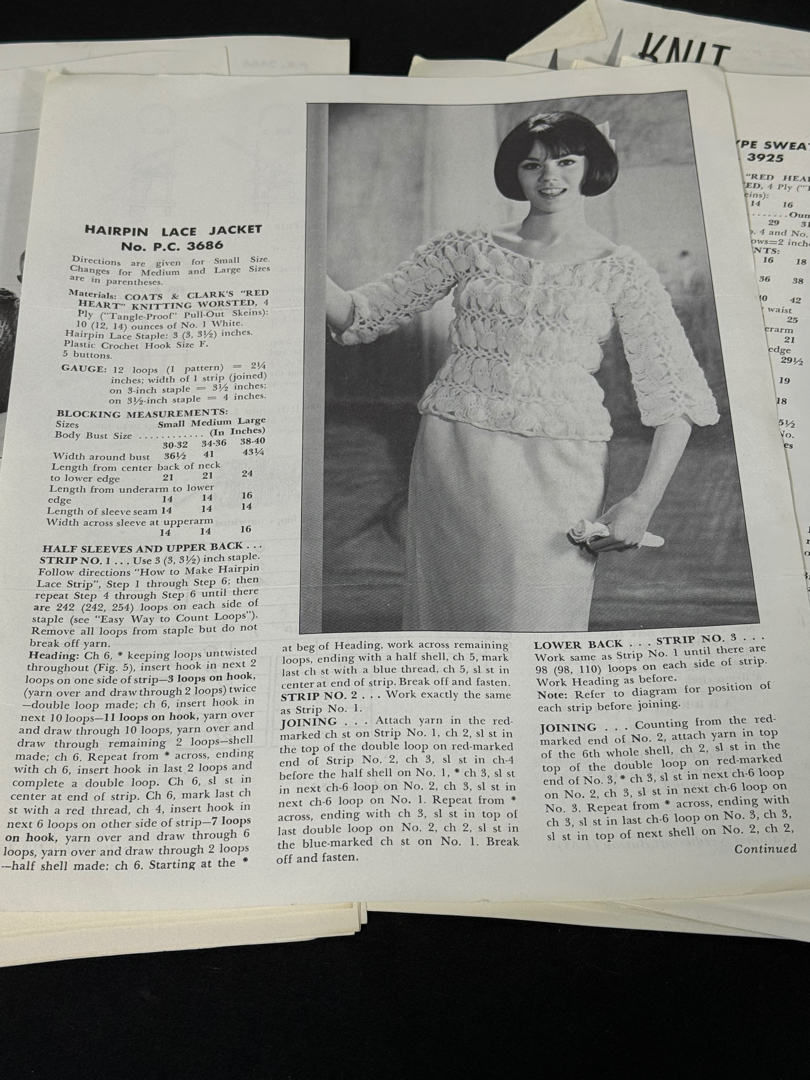 KNIT
HAIRPIN LACE JACKET
No. P.C. 3686
Directions are given for Small Size.
Changes for Medium and Large Sizes
are in parentheses.
Materials: COATS & CLARK'S "RED
HEART" KNITTING WORSTED, 4
Ply ("Tangle-Proof" Pull-Out Skeins):
10 (12, 14) ounces of No. 1 White.
Hairpin Lace Staple: 3 (3, 3½) inches.
Plastic Crochet Hook Size F.
5 buttons.
GAUGE: 12 loops (1 pattern) = 2¼
inches; width of 1 strip (joined)
on 3-inch staple = 3½ inches;
on 3½-inch staple = 4 inches.
BLOCKING MEASUREMENTS:
Sizes Small Medium Large
Body Bust Size ........... (In Inches)
30-32 34-36 38-40
Width around bust 36½ 41 43¼
Length from center back of neck
to lower edge 21 21 24
Length from underarm to lower
edge 14 14 16
Length of sleeve seam 14 14 14
Width across sleeve at upperarm
14 14 16
HALF SLEEVES AND UPPER BACK . . .
STRIP NO. 1 . . . Use 3 (3, 3½) inch staple.
Follow directions "How to Make Hairpin
Lace Strip", Step 1 through Step 6; then
repeat Step 4 through Step 6 until there
are 242 (242, 254) loops on each side of
staple (see "Easy Way to Count Loops").
Remove all loops from staple but do not
break off yarn.
Heading: Ch 6, * keeping loops untwisted
throughout (Fig. 5), insert hook in next 2
loops on one side of strip—3 loops on hook,
(yarn over and draw through 2 loops) twice
—double loop made; ch 6, insert hook in
next 10 loops—11 loops on hook, yarn over
and draw through 10 loops, yarn over and
draw through remaining 2 loops—shell
made; ch 6. Repeat from * across, ending
with ch 6, insert hook in last 2 loops and
complete a double loop. Ch 6, sl st in
center at end of strip. Ch 6, mark last ch
st with a red thread, ch 4, insert hook in
next 6 loops on other side of strip—7 loops
on hook, yarn over and draw through 6
loops, yarn over and draw through 2 loops
—half shell made; ch 6. Starting at the *
at beg of Heading, work across remaining
loops, ending with a half shell, ch 5, mark
last ch st with a blue thread, ch 5, sl st in
center at end of strip. Break off and fasten.
STRIP NO. 2 . . . Work exactly the same
as Strip No. 1.
JOINING . . . Attach yarn in the red-
marked ch st on Strip No. 1, ch 2, sl st in
the top of the double loop on red-marked
end of Strip No. 2, ch 3, sl st in ch-4
before the half shell on No. 1, * ch 3, sl st
in next ch-6 loop on No. 2, ch 3, sl st in
next ch-6 loop on No. 1. Repeat from *
across, ending with ch 3, sl st in top of
last double loop on No. 2, ch 2, sl st in
the blue-marked ch st on No. 1. Break
off and fasten.
LOWER BACK . . . STRIP NO. 3 . . .
Work same as Strip No. 1 until there are
98 (98, 110) loops on each side of strip.
Work Heading as before.
Note: Refer to diagram for position of
each strip before joining.
JOINING . . . Counting from the red-
marked end of No. 2, attach yarn in top
of the 6th whole shell, ch 2, sl st in the
top of the double loop on red-marked
end of No. 3, * ch 3, sl st in next ch-6 loop
on No. 2, ch 3, sl st in next ch-6 loop on
No. 3. Repeat from * across, ending with
ch 3, sl st in last ch-6 loop on No. 3, ch 3,
sl st in top of next shell on No. 2, ch 2,
Continued
3925
14 16
29
4 and No.
16 18
36 38
42
waist
25
21
edge
29½
19
18